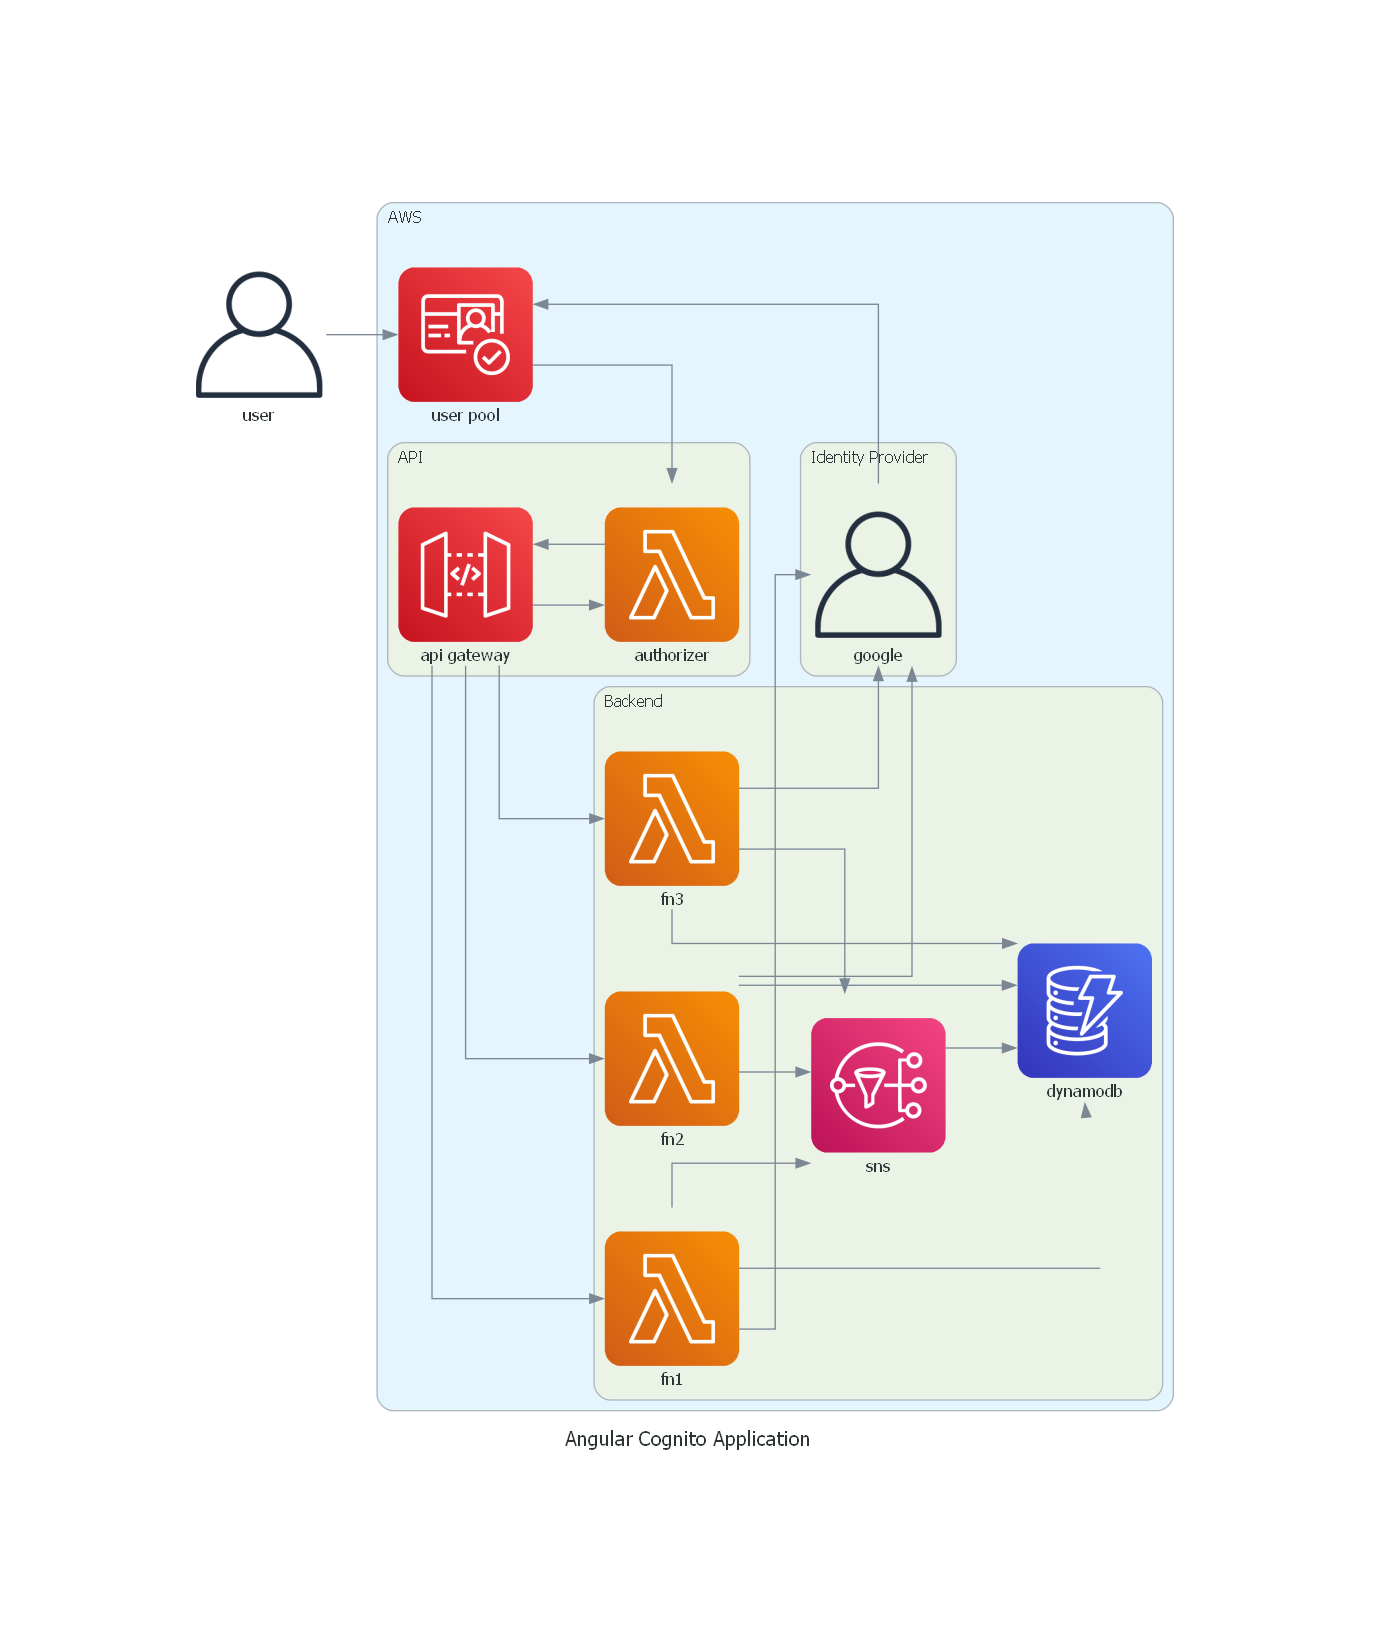 AWS
user
user pool
API
Identity Provider
</>
api gateway
authorizer
google
Backend
fn3
dynamodb
fn2
sns
fn1
Angular Cognito Application